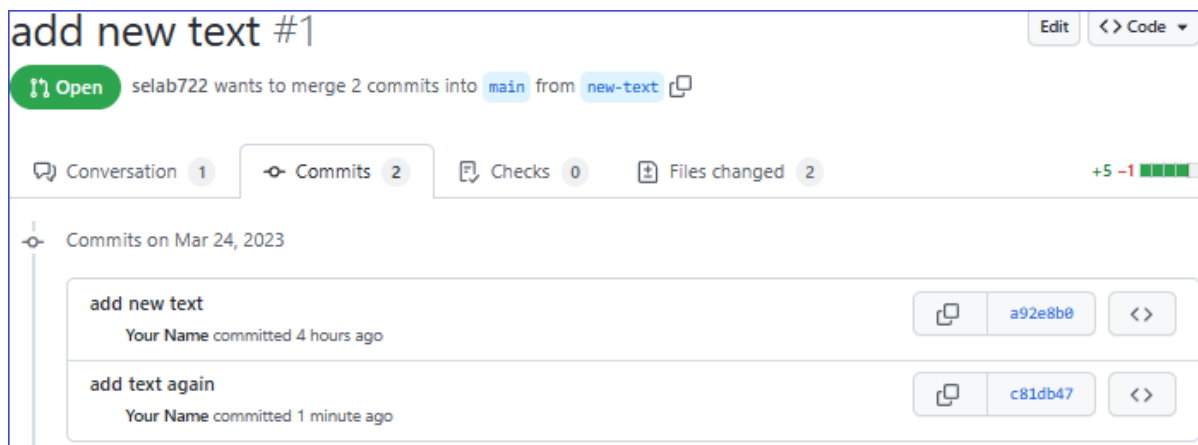 add new text #1
Edit
<> Code
Open
selab722 wants to merge 2 commits into main from new-text
Conversation 1
Commits 2
Checks 0
Files changed 2
+5 −1
Commits on Mar 24, 2023
add new text
Your Name committed 4 hours ago
a92e8b0
<>
add text again
Your Name committed 1 minute ago
c81db47
<>